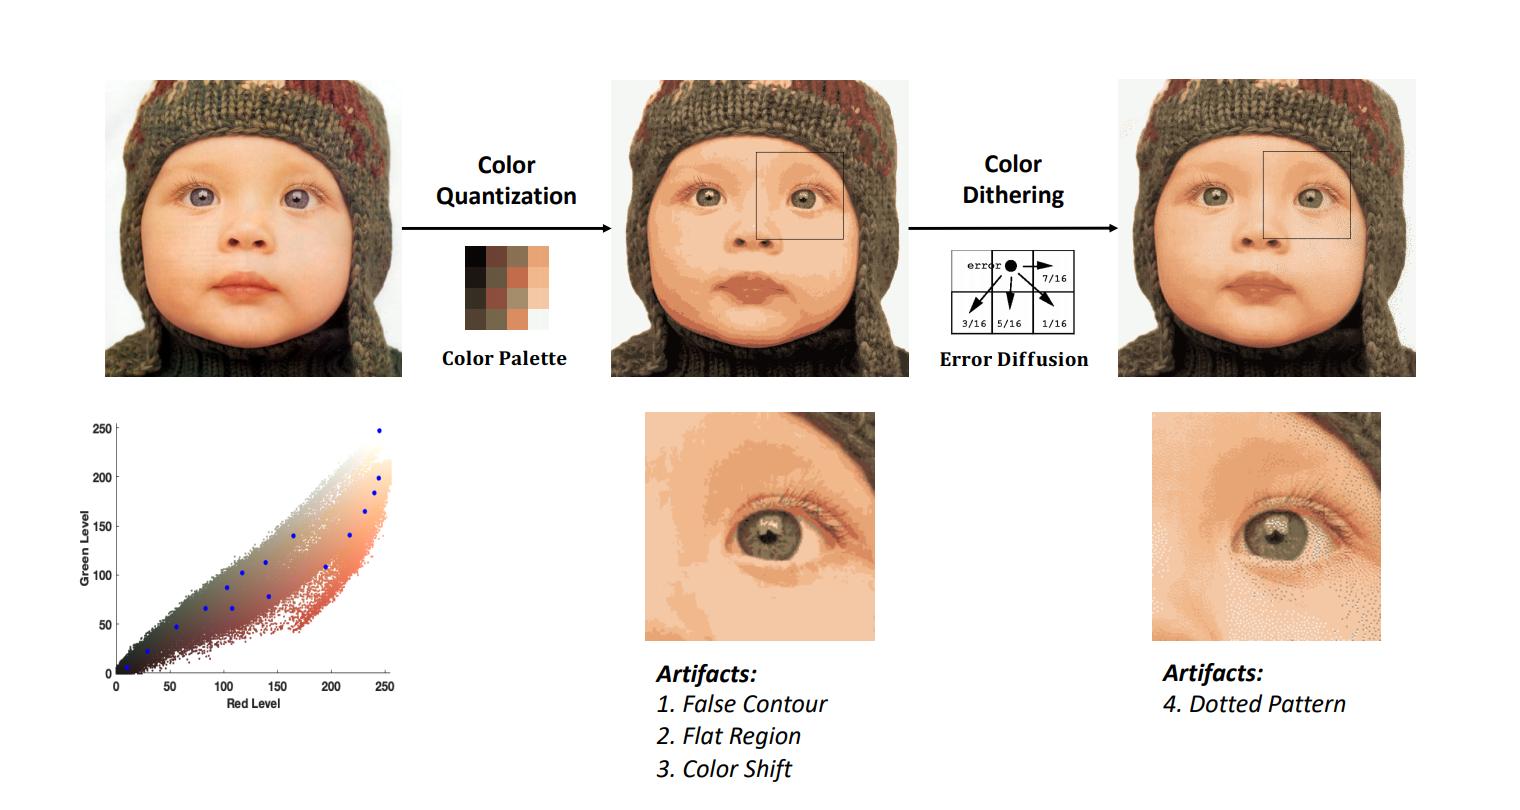 Color
Quantization
Color Palette
Color
Dithering
error
7/16
3/16 5/16 1/16
Error Diffusion
250
200
150
100
50
0
Green Level
0 50 100 150 200 250
Red Level
Artifacts:
1. False Contour
2. Flat Region
3. Color Shift
Artifacts:
4. Dotted Pattern